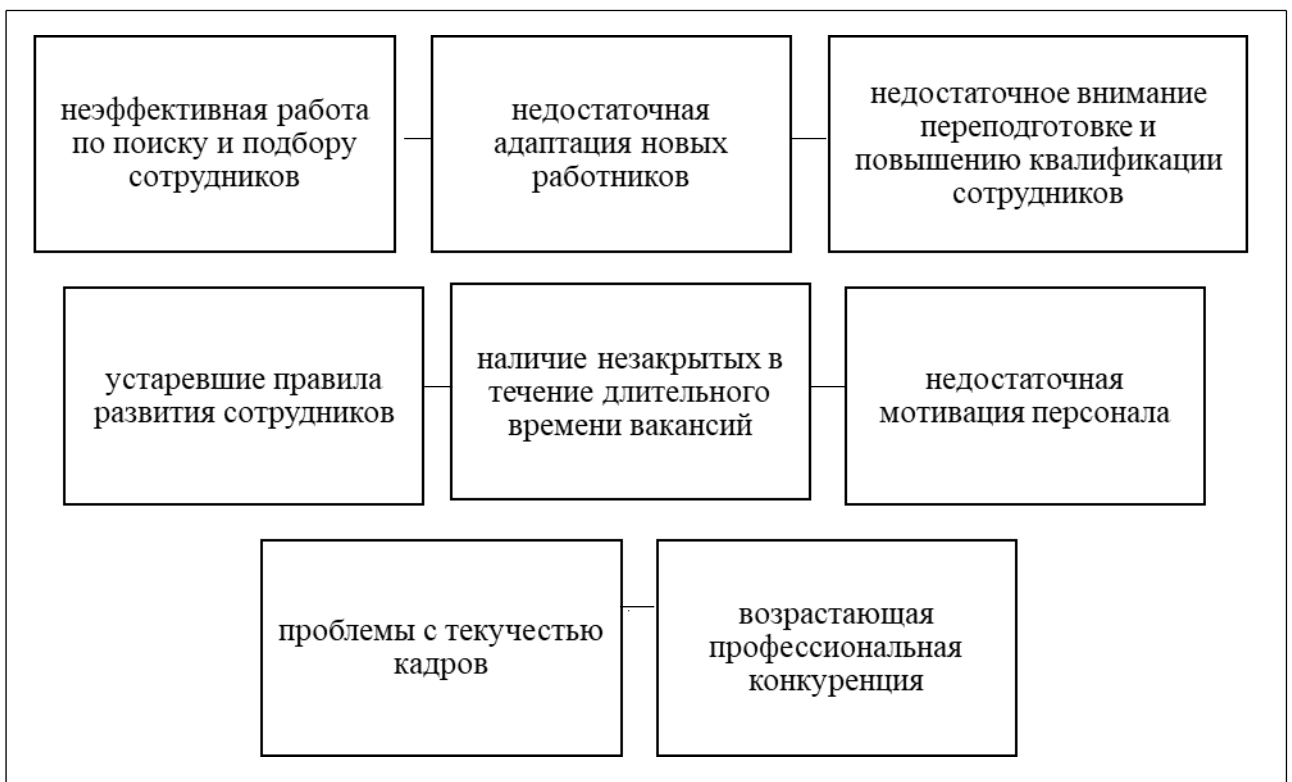 неэффективная работа
по поиску и подбору
сотрудников
недостаточная
адаптация новых
работников
недостаточное внимание
переподготовке и
повышению квалификации
сотрудников
устаревшие правила
развития сотрудников
наличие незакрытых в
течение длительного
времени вакансий
недостаточная
мотивация персонала
проблемы с текучестью
кадров
возрастающая
профессиональная
конкуренция